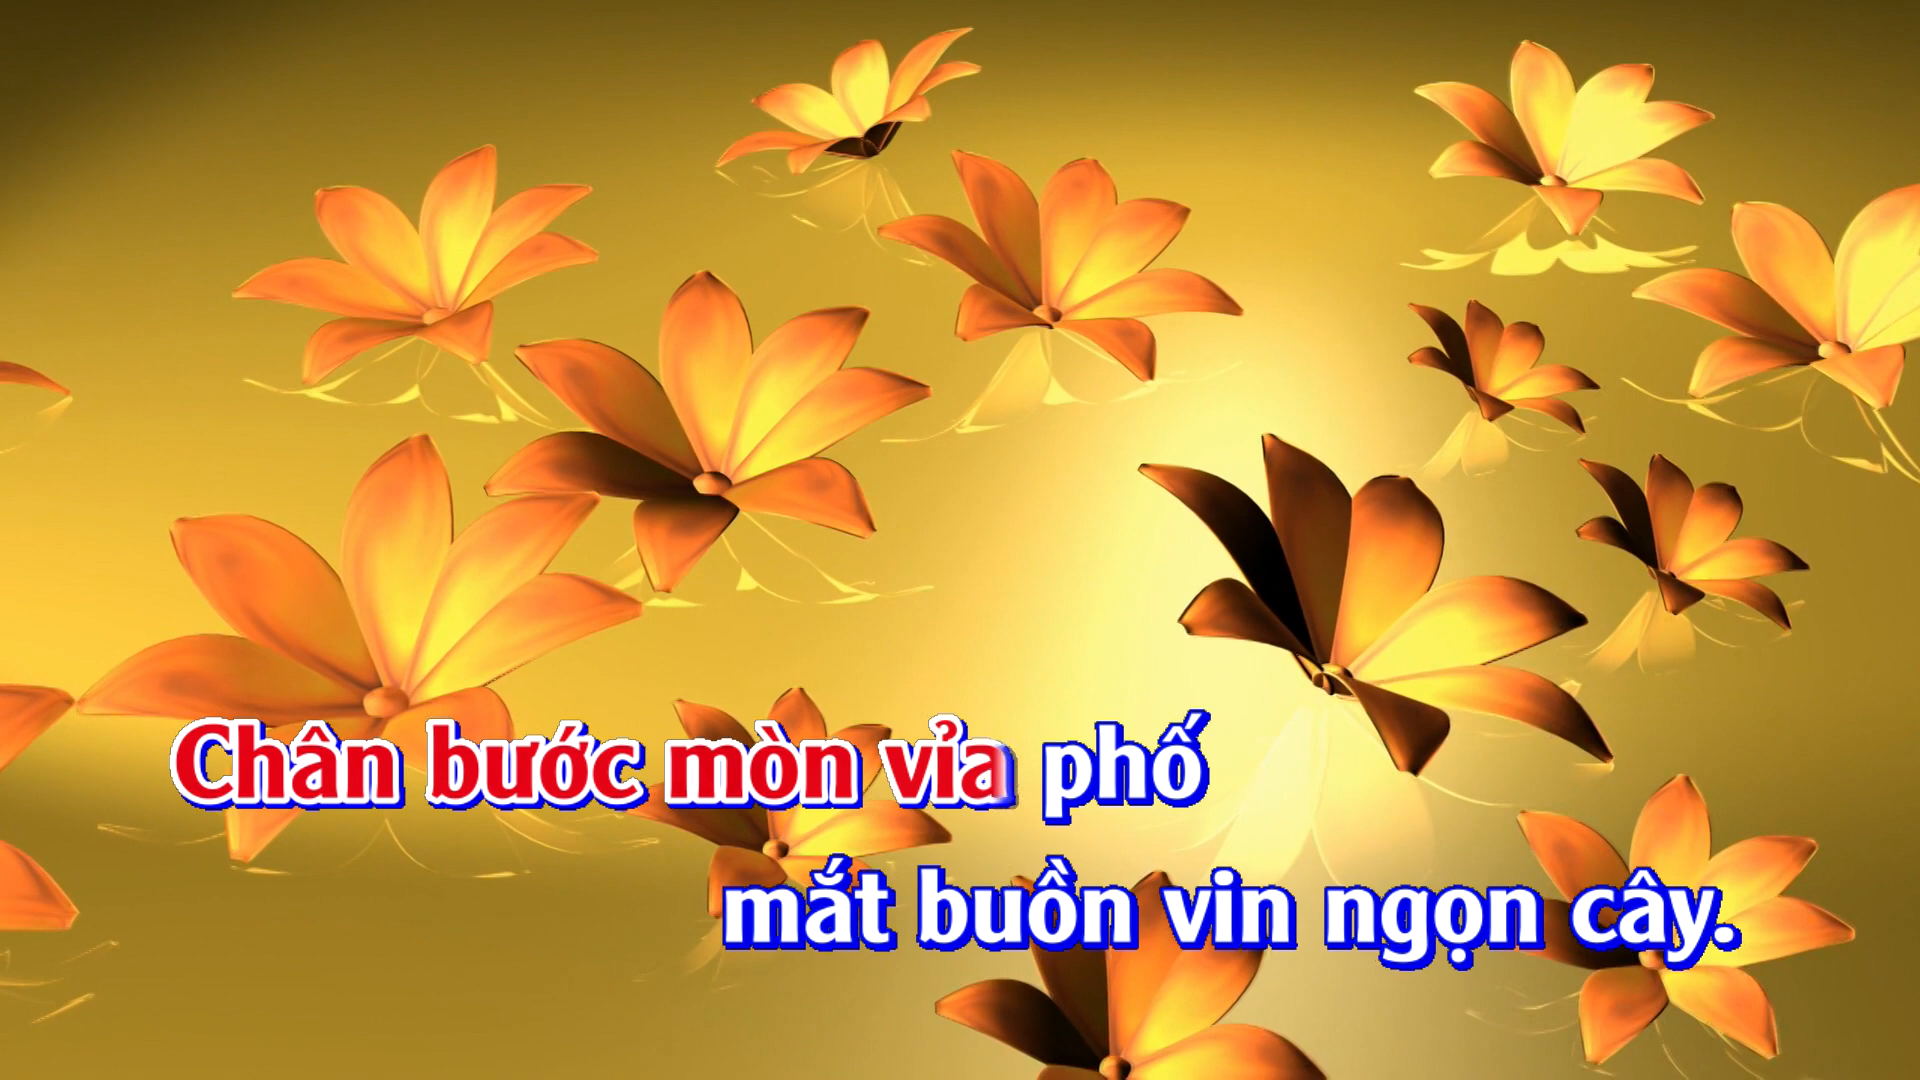 Chân bước mòn vỉa phố
mắt buồn vin ngọn cây.